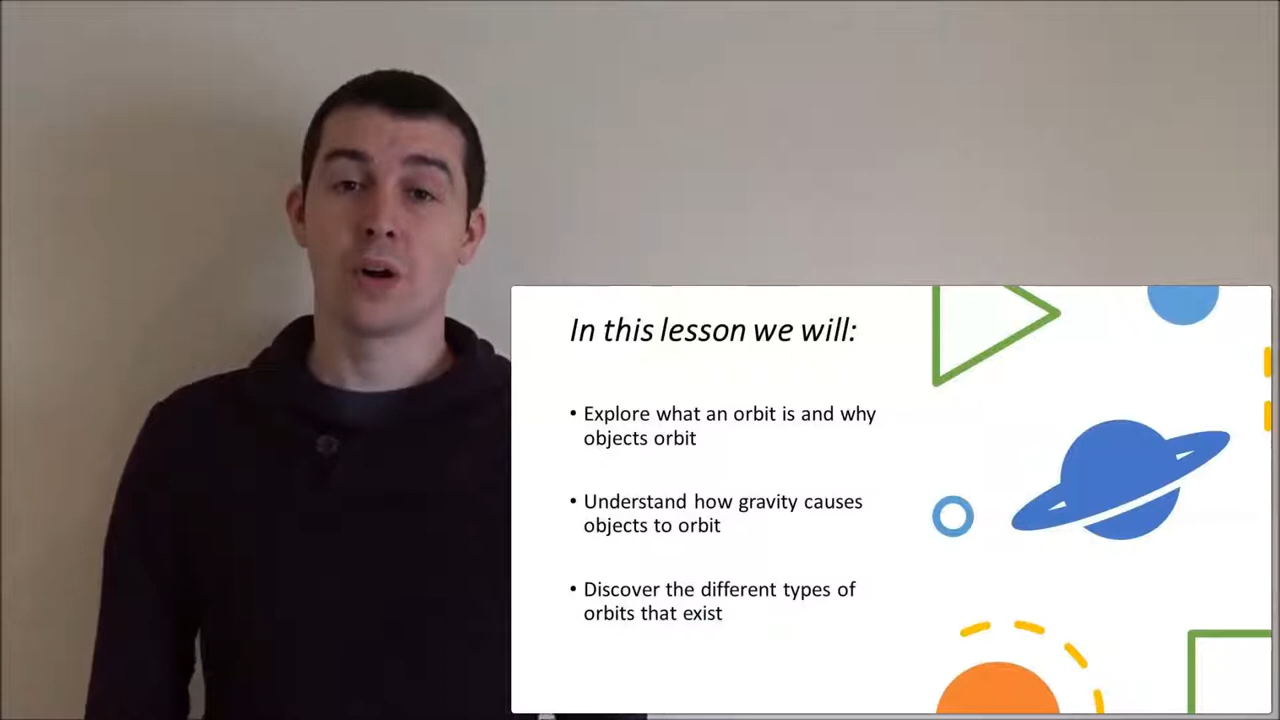 In this lesson we will:
• Explore what an orbit is and why
objects orbit
• Understand how gravity causes
objects to orbit
• Discover the different types of
orbits that exist